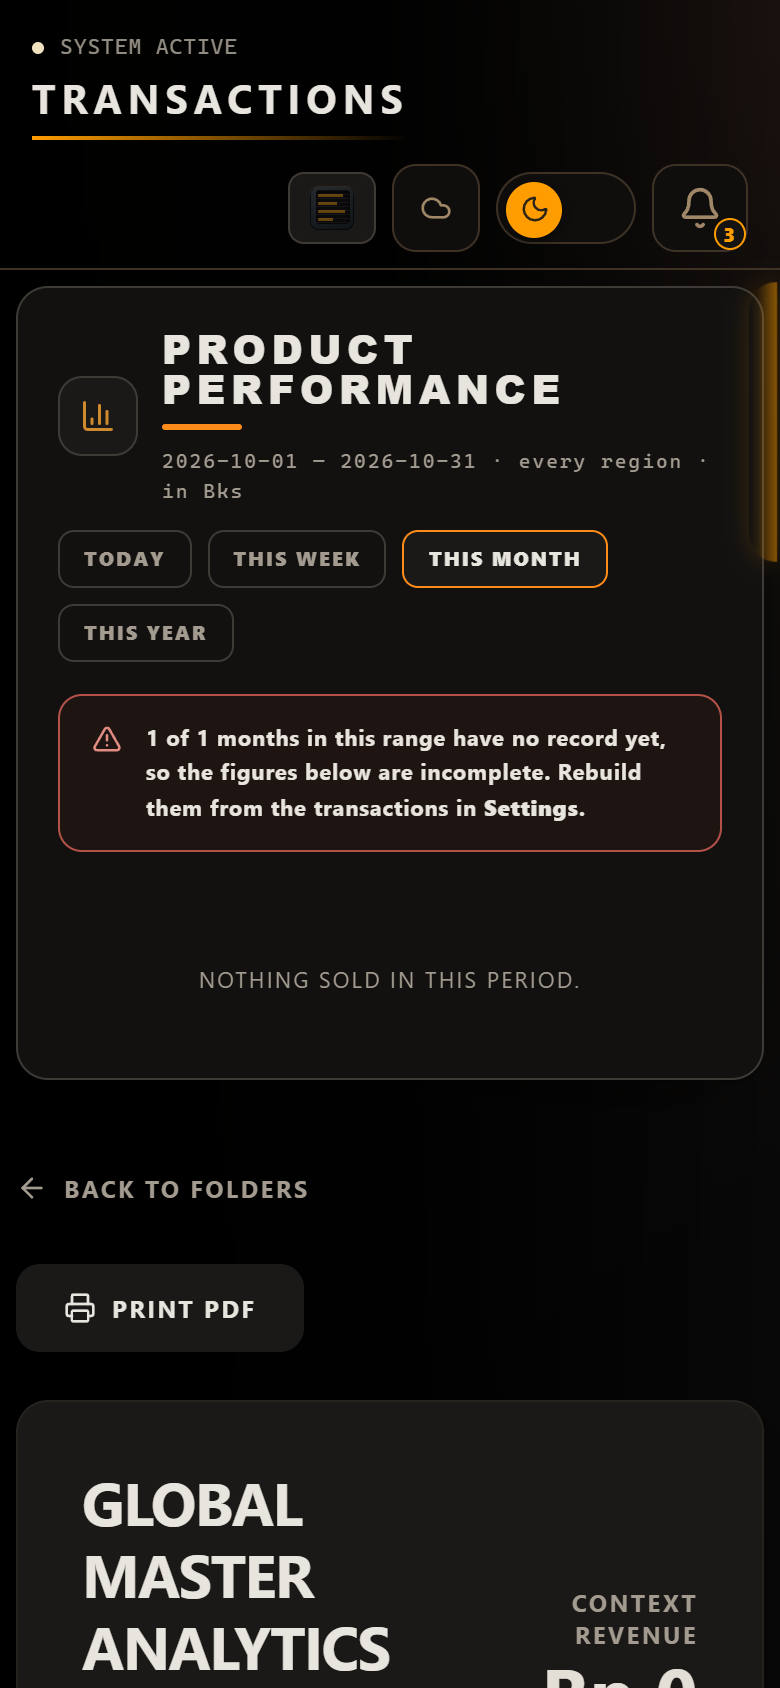 SYSTEM ACTIVE
TRANSACTIONS
3
PRODUCT
PERFORMANCE
2026-10-01 — 2026-10-31 · every region ·
in Bks
TODAY
THIS WEEK
THIS MONTH
THIS YEAR
1 of 1 months in this range have no record yet,
so the figures below are incomplete. Rebuild
them from the transactions in Settings.
NOTHING SOLD IN THIS PERIOD.
BACK TO FOLDERS
PRINT PDF
GLOBAL
MASTER
ANALYTICS
CONTEXT
REVENUE
Rp 0